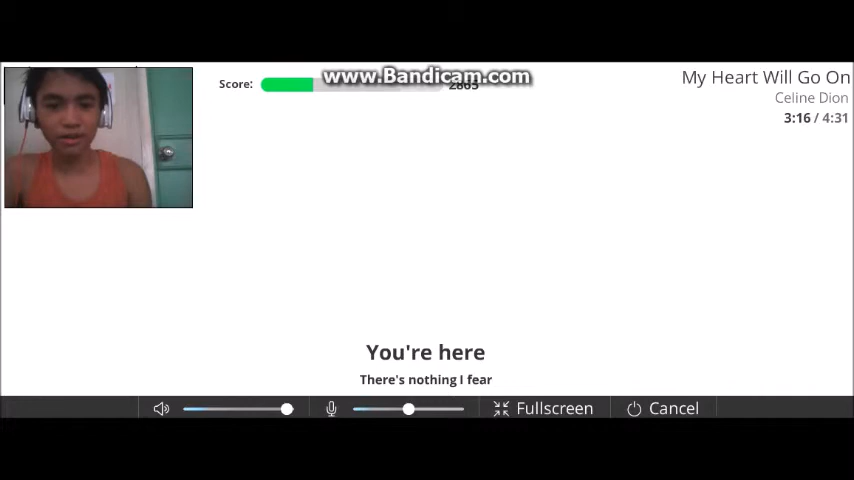 www.Bandicam.com
Score: 2865
My Heart Will Go On
Celine Dion
3:16 / 4:31
You're here
There's nothing I fear
Fullscreen
Cancel